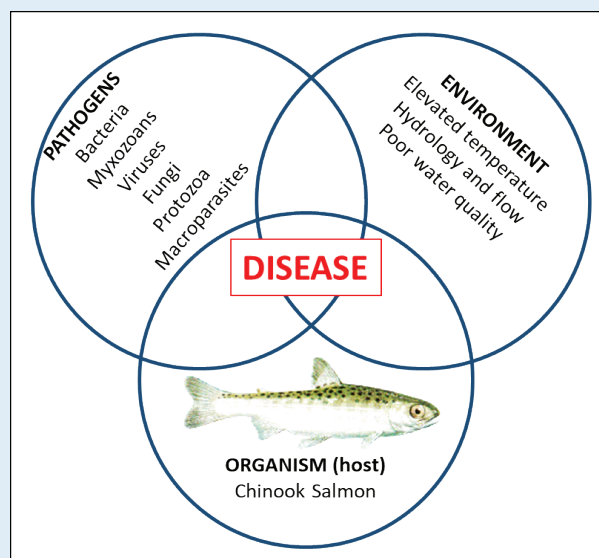 PATHOGENS
Bacteria
Myxozoans
Viruses
Fungi
Protozoa
Macroparasites
ENVIRONMENT
Elevated temperature
Hydrology and flow
Poor water quality
DISEASE
ORGANISM (host)
Chinook Salmon